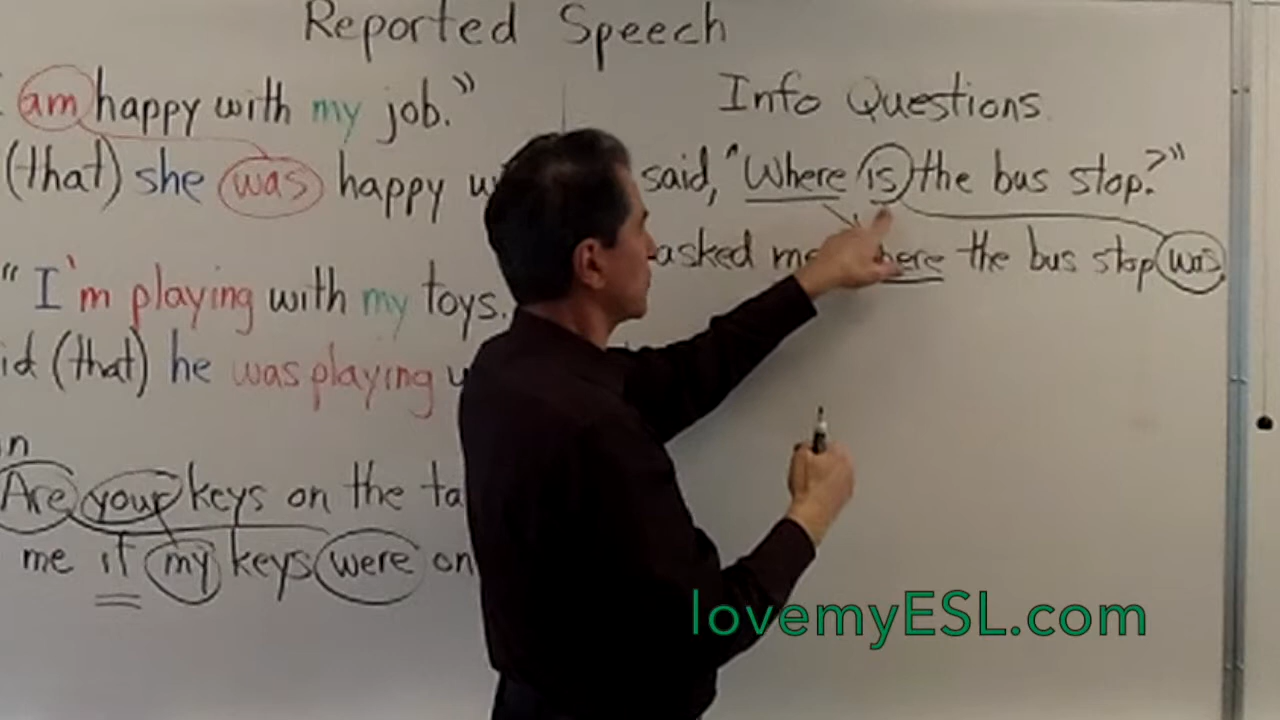 Reported Speech
am happy with my job."
(that) she was happy
"I'm playing with my toys.
(that) he was playing
Are your keys on the
me if my keys were on
Info Questions
said, "Where is the bus stop?"
asked me where the bus stop was.
lovemyESL.com